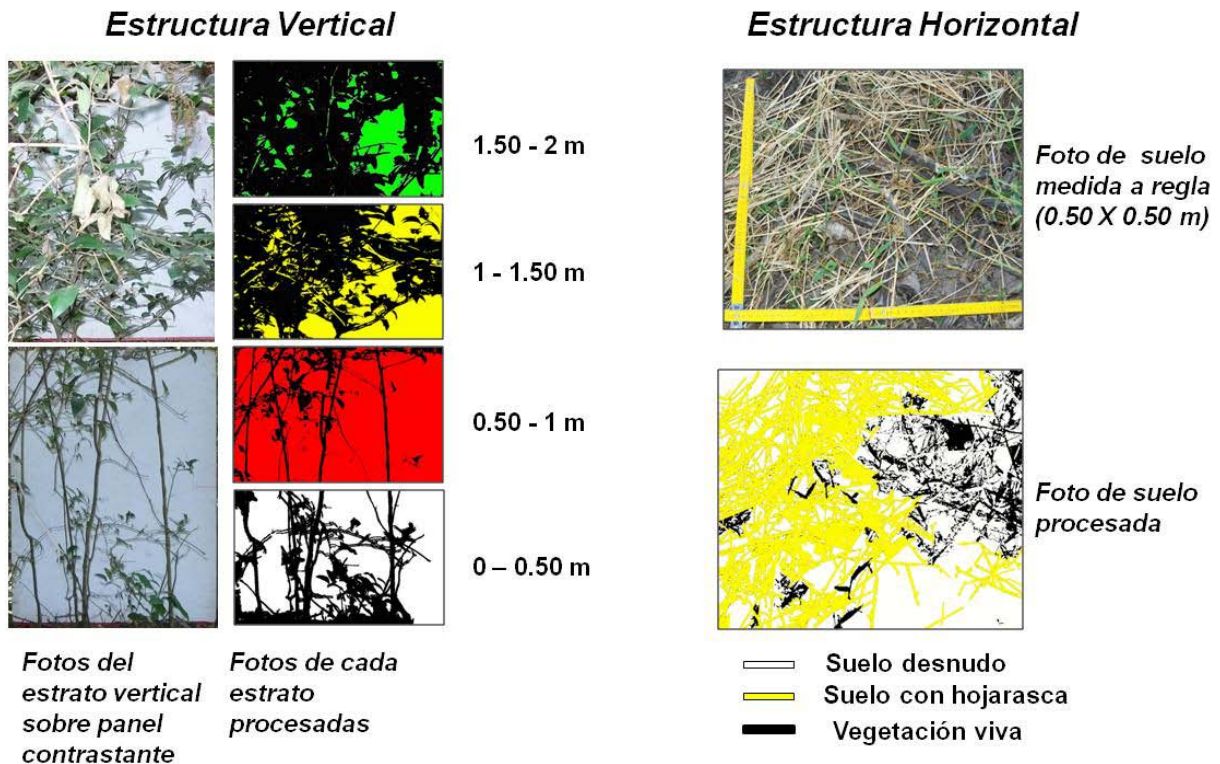 Estructura Vertical
1.50 - 2 m
1 - 1.50 m
0.50 - 1 m
0 – 0.50 m
Fotos del
estrato vertical
sobre panel
contrastante
Fotos de cada
estrato
procesadas
Estructura Horizontal
Foto de suelo
medida a regla
(0.50 X 0.50 m)
Foto de suelo
procesada
Suelo desnudo
Suelo con hojarasca
Vegetación viva